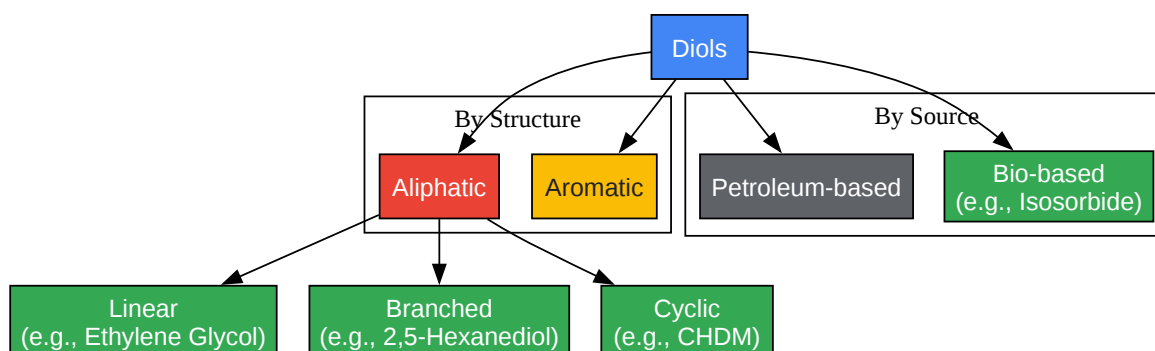 Diols
By Structure
By Source
Aliphatic
Aromatic
Petroleum-based
Bio-based
(e.g., Isosorbide)
Linear
(e.g., Ethylene Glycol)
Branched
(e.g., 2,5-Hexanediol)
Cyclic
(e.g., CHDM)